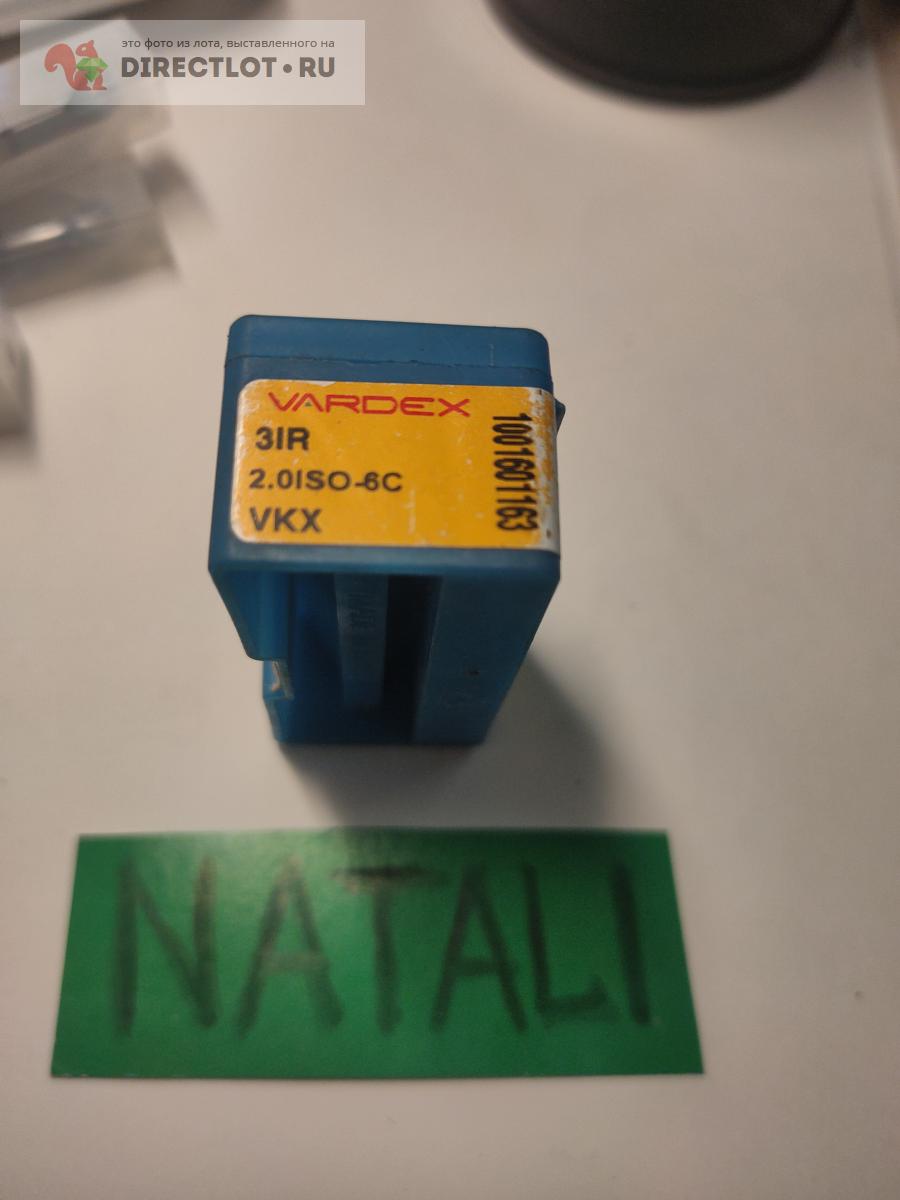 это фото из лота, выставленного на
DIRECTLOT•RU
VARDEX
3IR
2.0ISO-6C
VKX
1001601163
NATALI